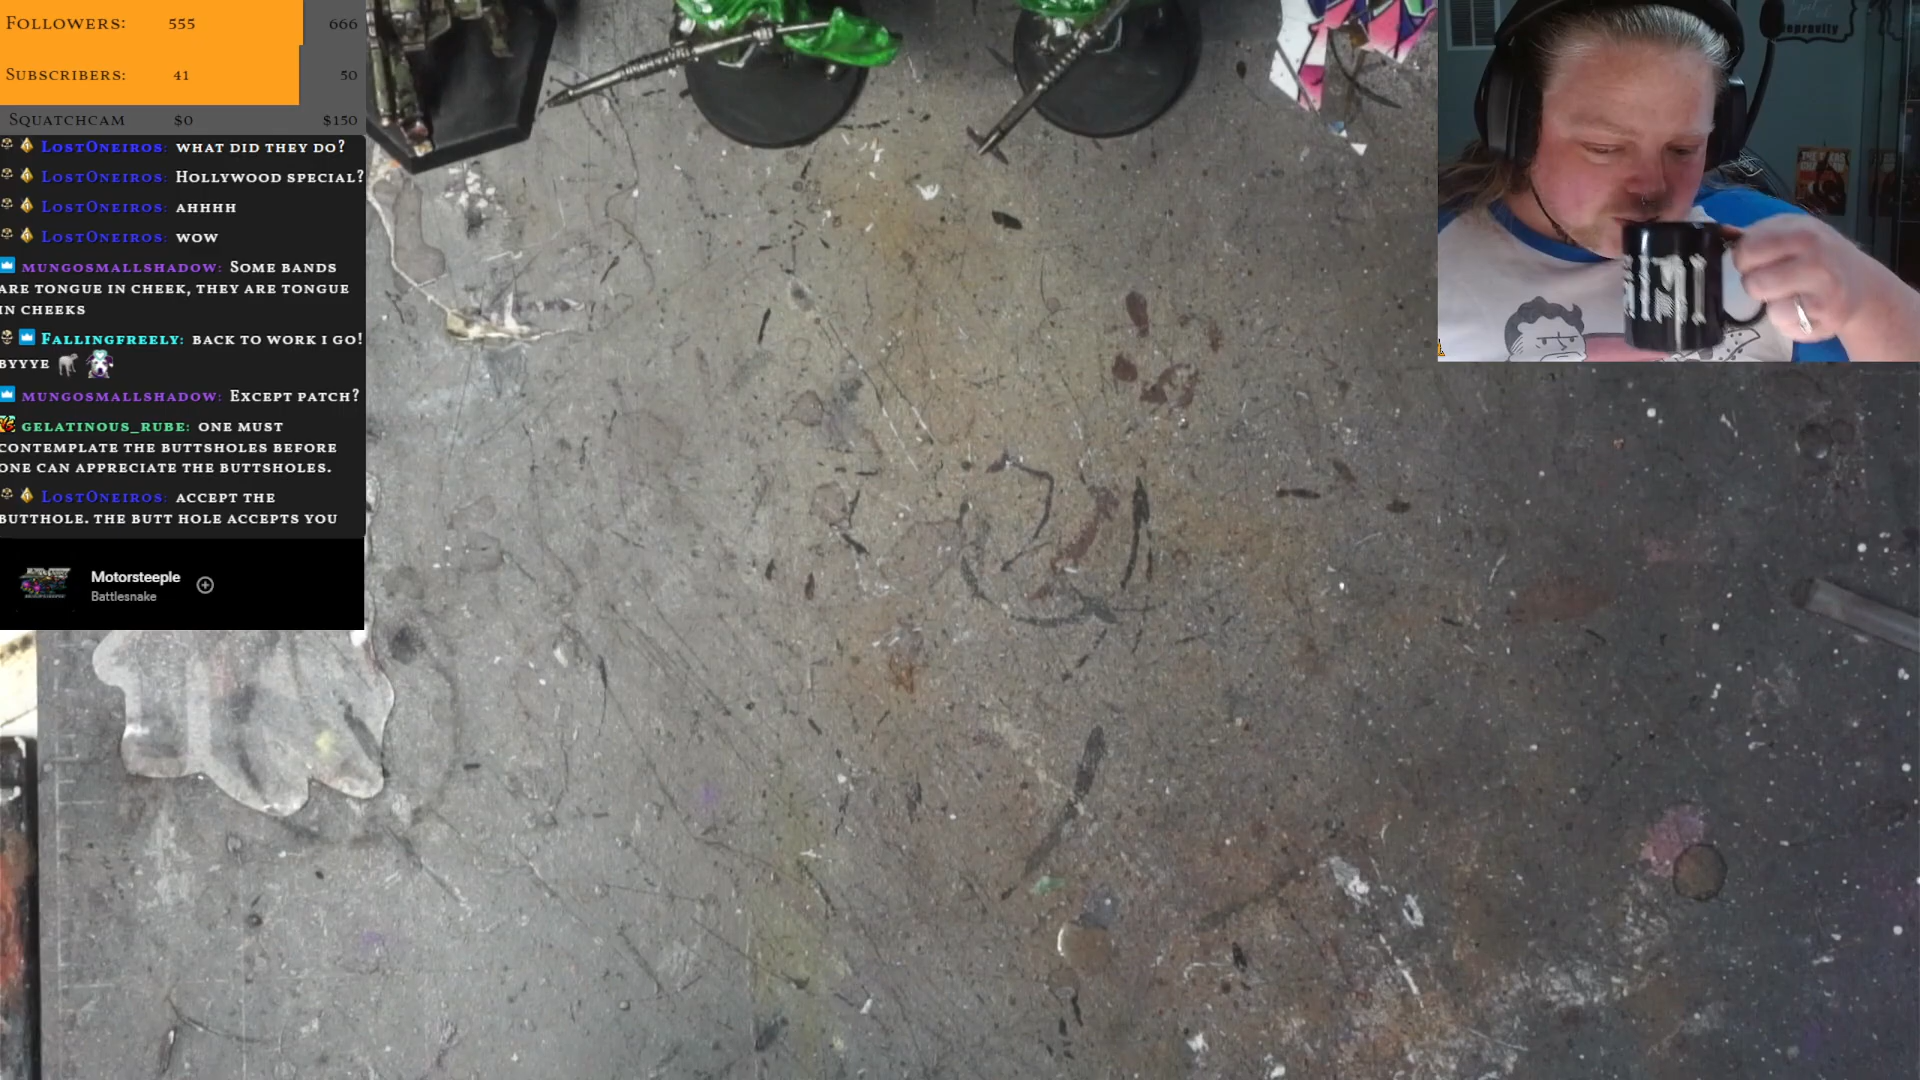 FOLLOWERS: 555 666
SUBSCRIBERS: 41 50
SQUATCHCAM $0 $150
LOSTONEIROS: WHAT DID THEY DO?
LOSTONEIROS: HOLLYWOOD SPECIAL?
LOSTONEIROS: AHHHH
LOSTONEIROS: WOW
MUNGOSMALLSHADOW: SOME BANDS
ARE TONGUE IN CHEEK, THEY ARE TONGUE
IN CHEEKS
FALLINGFREELY: BACK TO WORK I GO!
BYYYE
MUNGOSMALLSHADOW: EXCEPT PATCH?
GELATINOUS_RUBE: ONE MUST
CONTEMPLATE THE BUTTSHOLES BEFORE
ONE CAN APPRECIATE THE BUTTSHOLES.
LOSTONEIROS: ACCEPT THE
BUTTHOLE. THE BUTT HOLE ACCEPTS YOU
Motorsteeple
Battlesnake